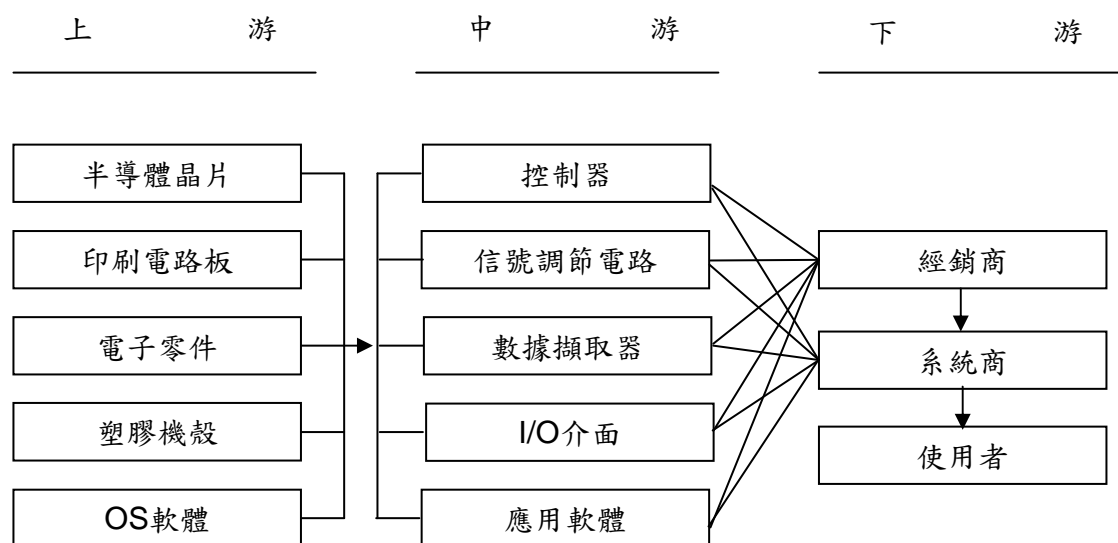 上 游 中 游 下 游
半導體晶片 控制器
印刷電路板 信號調節電路 經銷商
電子零件 數據擷取器 系統商
塑膠機殼 I/O介面 使用者
OS軟體 應用軟體